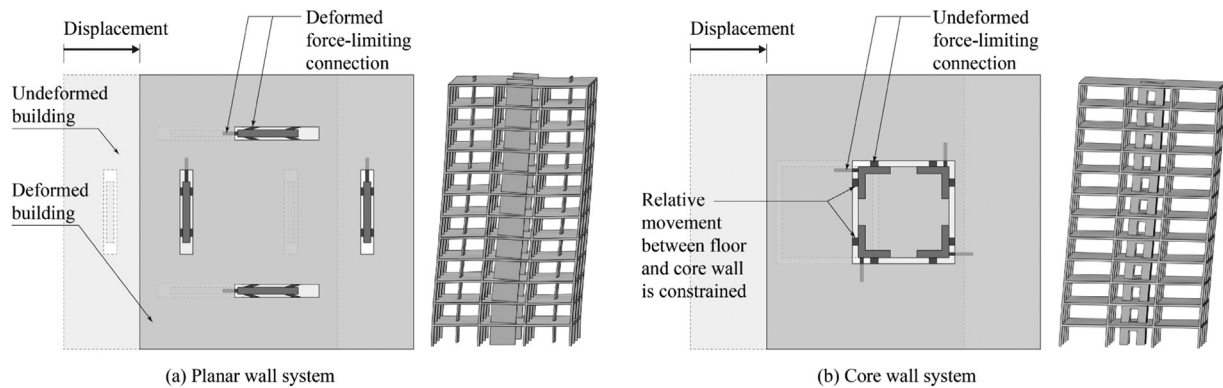 Displacement
Deformed
force-limiting
connection
Undeformed
building
Deformed
building
(a) Planar wall system
Displacement
Undeformed
force-limiting
connection
Relative
movement
between floor
and core wall
is constrained
(b) Core wall system